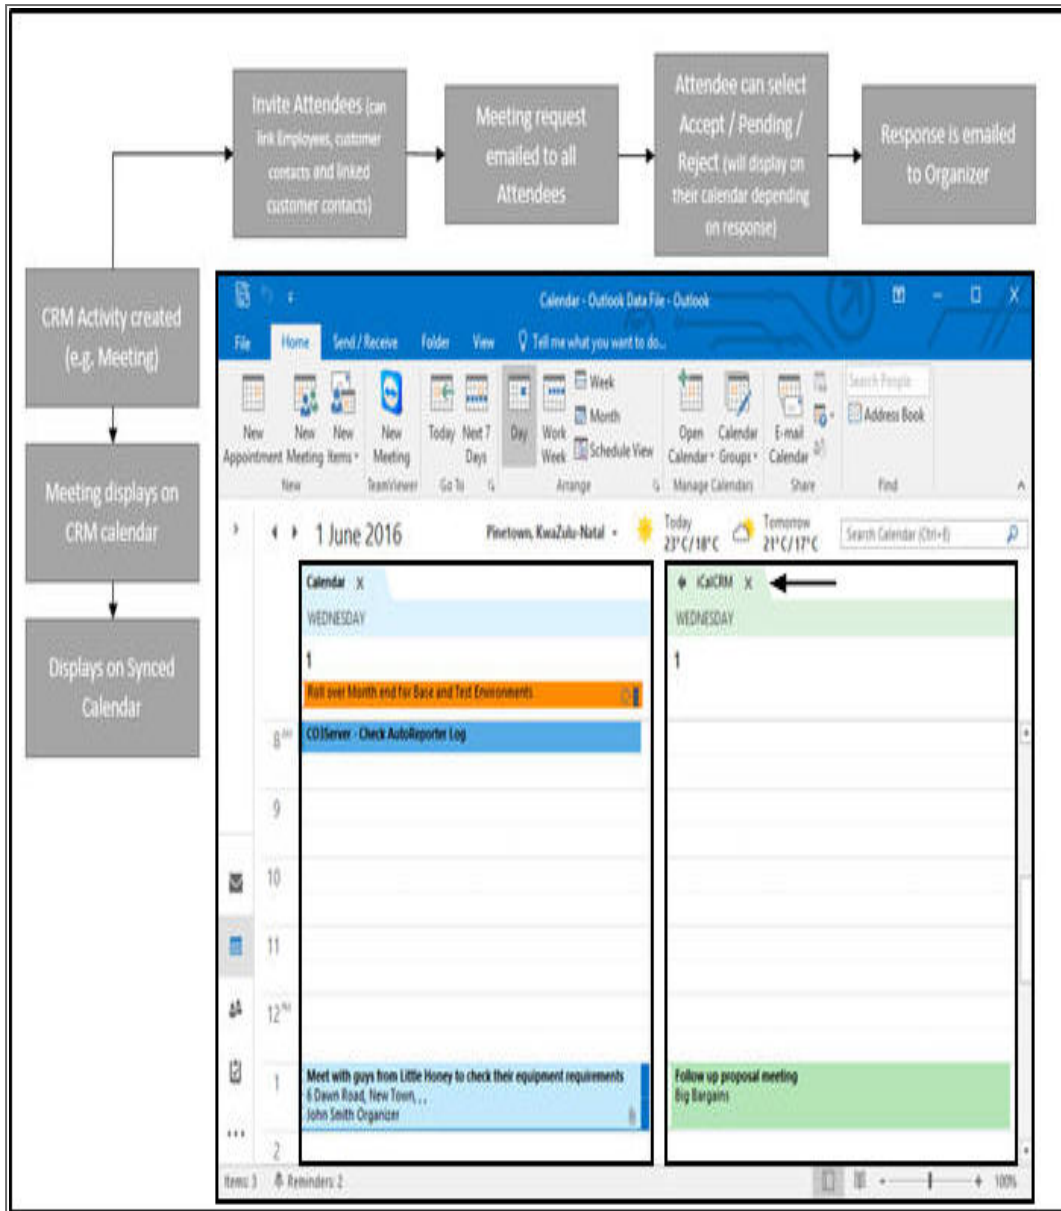 Invite Attendees (can
link Employees, customer
contacts and linked
customer contacts)
Meeting request
emailed to all
Attendees
Attendee can select
Accept / Pending /
Reject (will display on
their calendar depending
on response)
Response is emailed
to Organizer
CRM Activity created
(e.g. Meeting)
Meeting displays on
CRM calendar
Displays on Synced
Calendar
Calendar - Outlook Data File - Outlook
File Home Send / Receive Folder View Tell me what you want to do...
New Appointment
New Meeting
New Items
New Meeting
Today
Next 7 Days
Day
Work Week
Week
Month
Schedule View
Open Calendar
Calendar Groups
E-mail Calendar
Search People
Address Book
New TeamViewer Go To Arrange Manage Calendars Share Find
1 June 2016
Pinetown, KwaZulu-Natal
Today
23°C/18°C
Tomorrow
21°C/17°C
Search Calendar (Ctrl+E)
Calendar X
WEDNESDAY
1
Roll over Month end for Base and Test Environments
8 AM
CO3Server - Check AutoReporter Log
9
10
11
12 PM
1
Meet with guys from Little Honey to check their equipment requirements
6 Dawn Road, New Town, , ,
John Smith Organizer
2
iCalCRM X
WEDNESDAY
1
Follow up proposal meeting
Big Bargains
Items: 3 Reminders: 2
100%